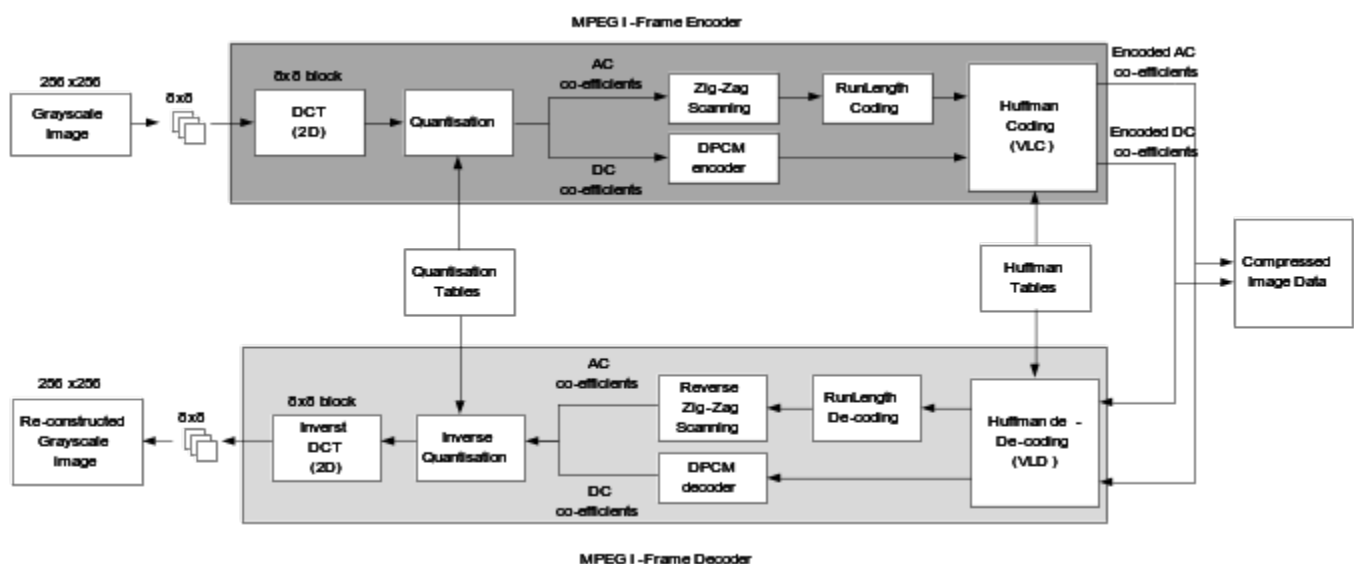 MPEG I -Frame Encoder
256 x256
Grayscale
Image
8x8
8x8 block
DCT
(2D)
Quantisation
AC
co-efficients
DC
co-efficients
Zig-Zag
Scanning
RunLength
Coding
DPCM
encoder
Huffman
Coding
(VLC )
Encoded AC
co-efficients
Encoded DC
co-efficients
Quantisation
Tables
Huffman
Tables
Compressed
Image Data
256 x256
Re-constructed
Grayscale
Image
8x8
8x8 block
Inverst
DCT
(2D)
Inverse
Quantisation
AC
co-efficients
DC
co-efficients
Reverse
Zig-Zag
Scanning
RunLength
De-coding
DPCM
decoder
Huffman de -
De-coding
(VLD )
MPEG I -Frame Decoder